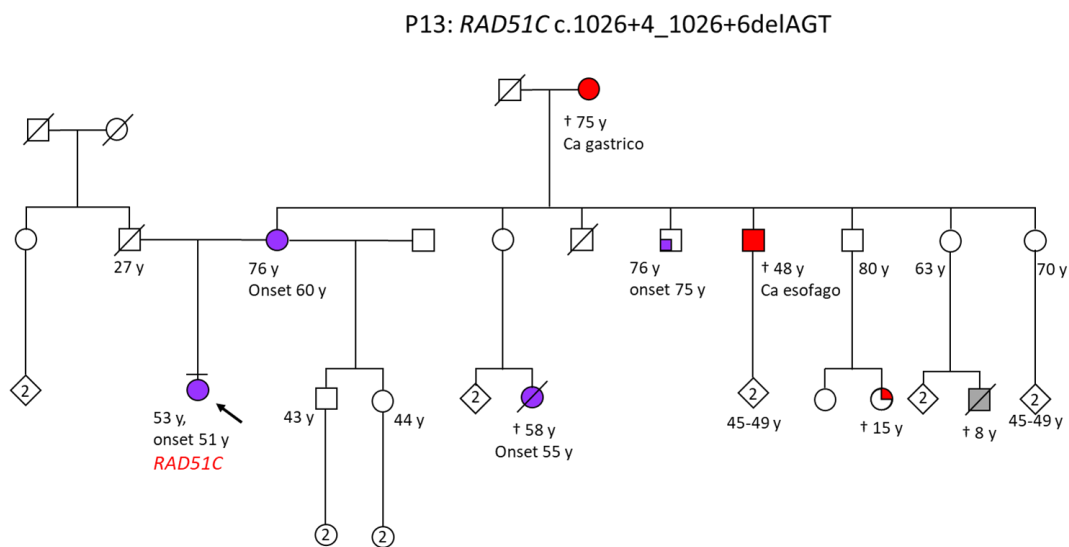 P13: RAD51C c.1026+4_1026+6delAGT
† 75 y
Ca gastrico
27 y
76 y
Onset 60 y
76 y
onset 75 y
† 48 y
Ca esofago
80 y
63 y
70 y
2
53 y,
onset 51 y
RAD51C
43 y
44 y
2
† 58 y
Onset 55 y
2
45-49 y
† 15 y
2
† 8 y
2
45-49 y
2
2